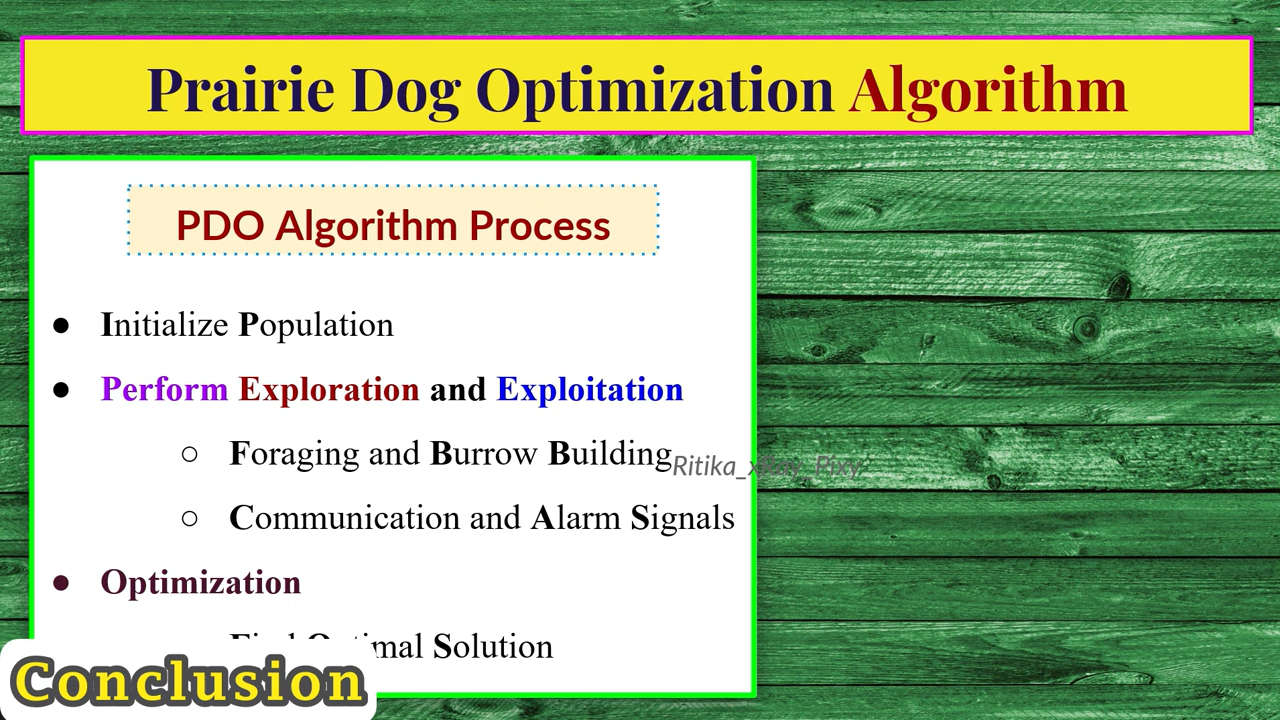 Prairie Dog Optimization Algorithm
PDO Algorithm Process
● Initialize Population
● Perform Exploration and Exploitation
○ Foraging and Burrow Building
Ritika_xRay_Pixy
○ Communication and Alarm Signals
● Optimization
Solution
Conclusion